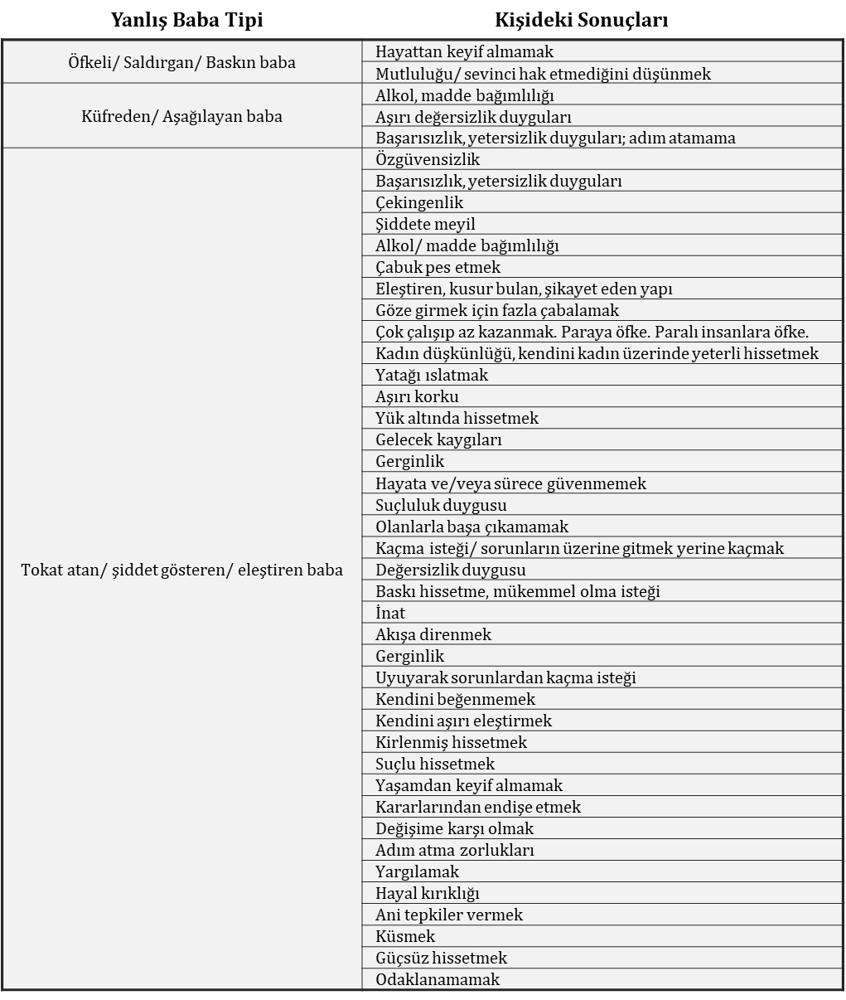 Yanlış Baba Tipi
Kişideki Sonuçları
Öfkeli/ Saldırgan/ Baskın baba
Hayattan keyif almamak
Mutluluğu/ sevinci hak etmediğini düşünmek
Küfreden/ Aşağılayan baba
Alkol, madde bağımlılığı
Aşırı değersizlik duyguları
Başarısızlık, yetersizlik duyguları; adım atamama
Tokat atan/ şiddet gösteren/ eleştiren baba
Özgüvensizlik
Başarısızlık, yetersizlik duyguları
Çekingenlik
Şiddete meyil
Alkol/ madde bağımlılığı
Çabuk pes etmek
Eleştiren, kusur bulan, şikayet eden yapı
Göze girmek için fazla çabalamak
Çok çalışıp az kazanmak. Paraya öfke. Paralı insanlara öfke.
Kadın düşkünlüğü, kendini kadın üzerinde yeterli hissetmek
Yatağı ıslatmak
Aşırı korku
Yük altında hissetmek
Gelecek kaygıları
Gerginlik
Hayata ve/veya sürece güvenmemek
Suçluluk duygusu
Olanlarla başa çıkamamak
Kaçma isteği/ sorunların üzerine gitmek yerine kaçmak
Değersizlik duygusu
Baskı hissetme, mükemmel olma isteği
İnat
Akışa direnmek
Gerginlik
Uyuyarak sorunlardan kaçma isteği
Kendini beğenmemek
Kendini aşırı eleştirmek
Kirlenmiş hissetmek
Suçlu hissetmek
Yaşamdan keyif almamak
Kararlarından endişe etmek
Değişime karşı olmak
Adım atma zorlukları
Yargılamak
Hayal kırıklığı
Ani tepkiler vermek
Küsmek
Güçsüz hissetmek
Odaklanamamak